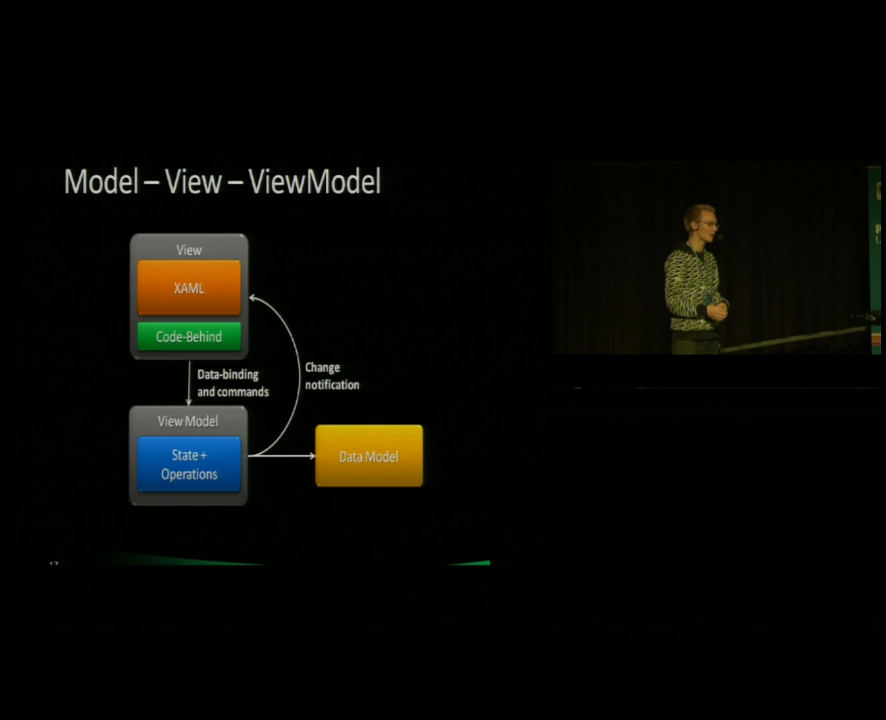 Model – View – ViewModel
View
XAML
Code-Behind
Data-binding
and commands
Change
notification
View Model
State +
Operations
Data Model